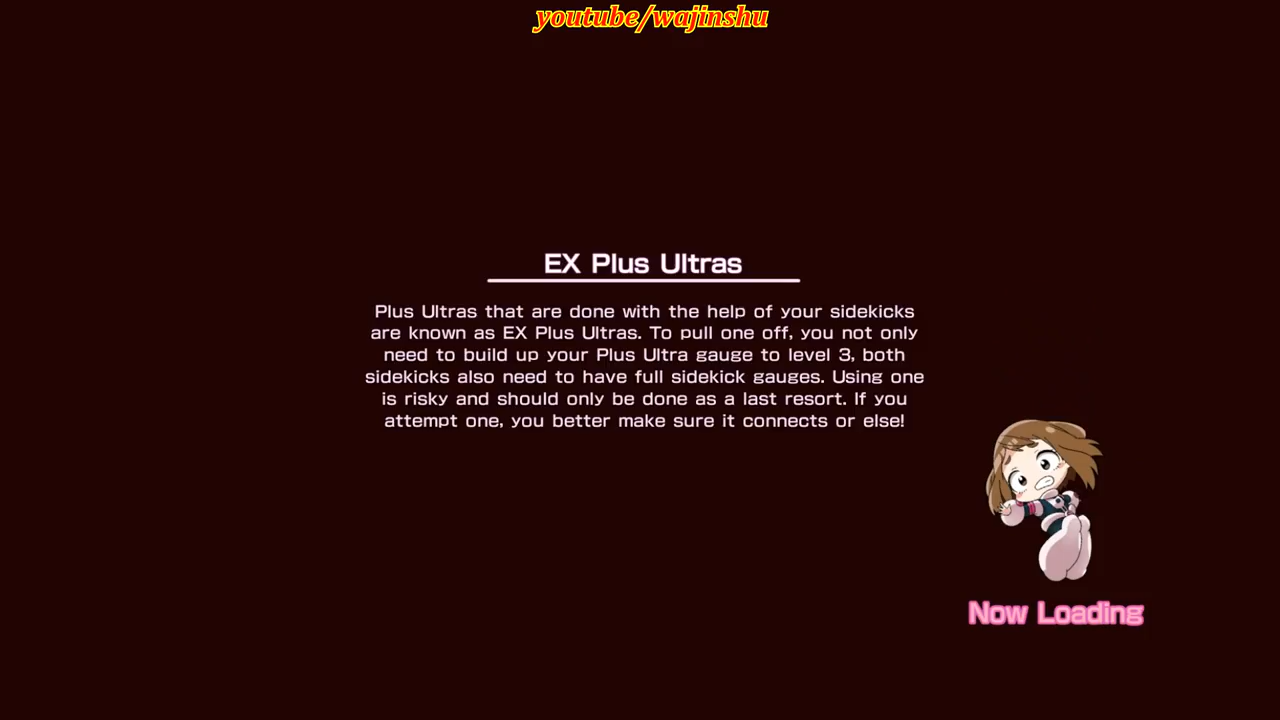 youtube/wajinshu
EX Plus Ultras
Plus Ultras that are done with the help of your sidekicks
are known as EX Plus Ultras. To pull one off, you not only
need to build up your Plus Ultra gauge to level 3, both
sidekicks also need to have full sidekick gauges. Using one
is risky and should only be done as a last resort. If you
attempt one, you better make sure it connects or else!
Now Loading